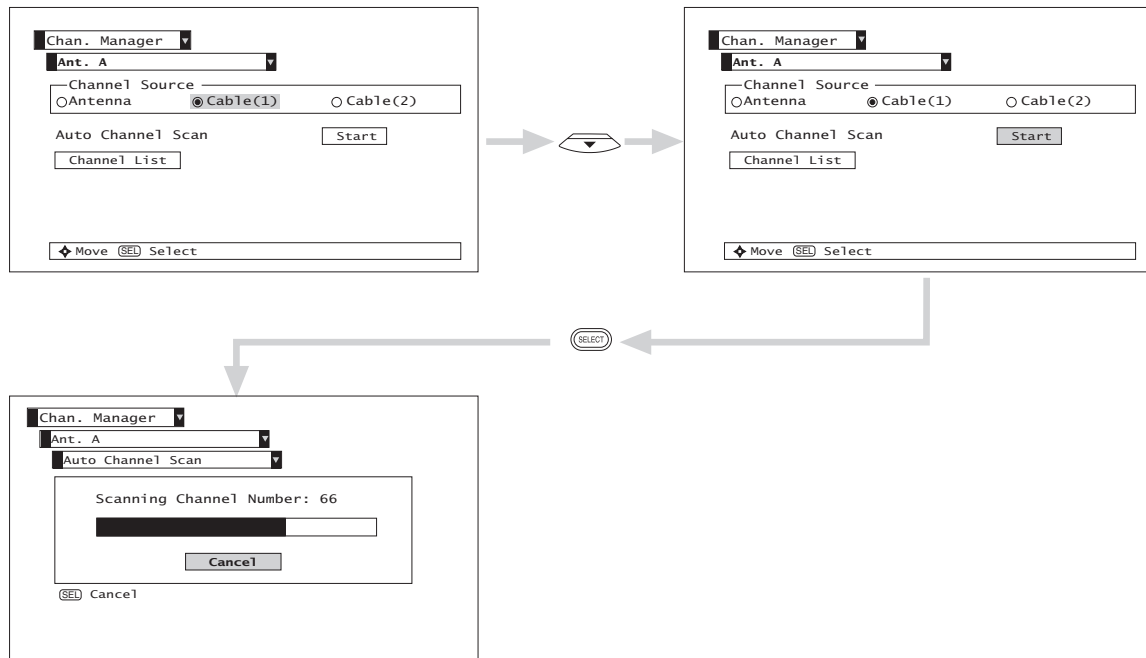 Chan. Manager
Ant. A
Channel Source
Antenna Cable(1) Cable(2)
Auto Channel Scan Start
Channel List
Move SEL Select
Chan. Manager
Ant. A
Channel Source
Antenna Cable(1) Cable(2)
Auto Channel Scan Start
Channel List
Move SEL Select
SELECT
Chan. Manager
Ant. A
Auto Channel Scan
Scanning Channel Number: 66
Cancel
SEL Cancel